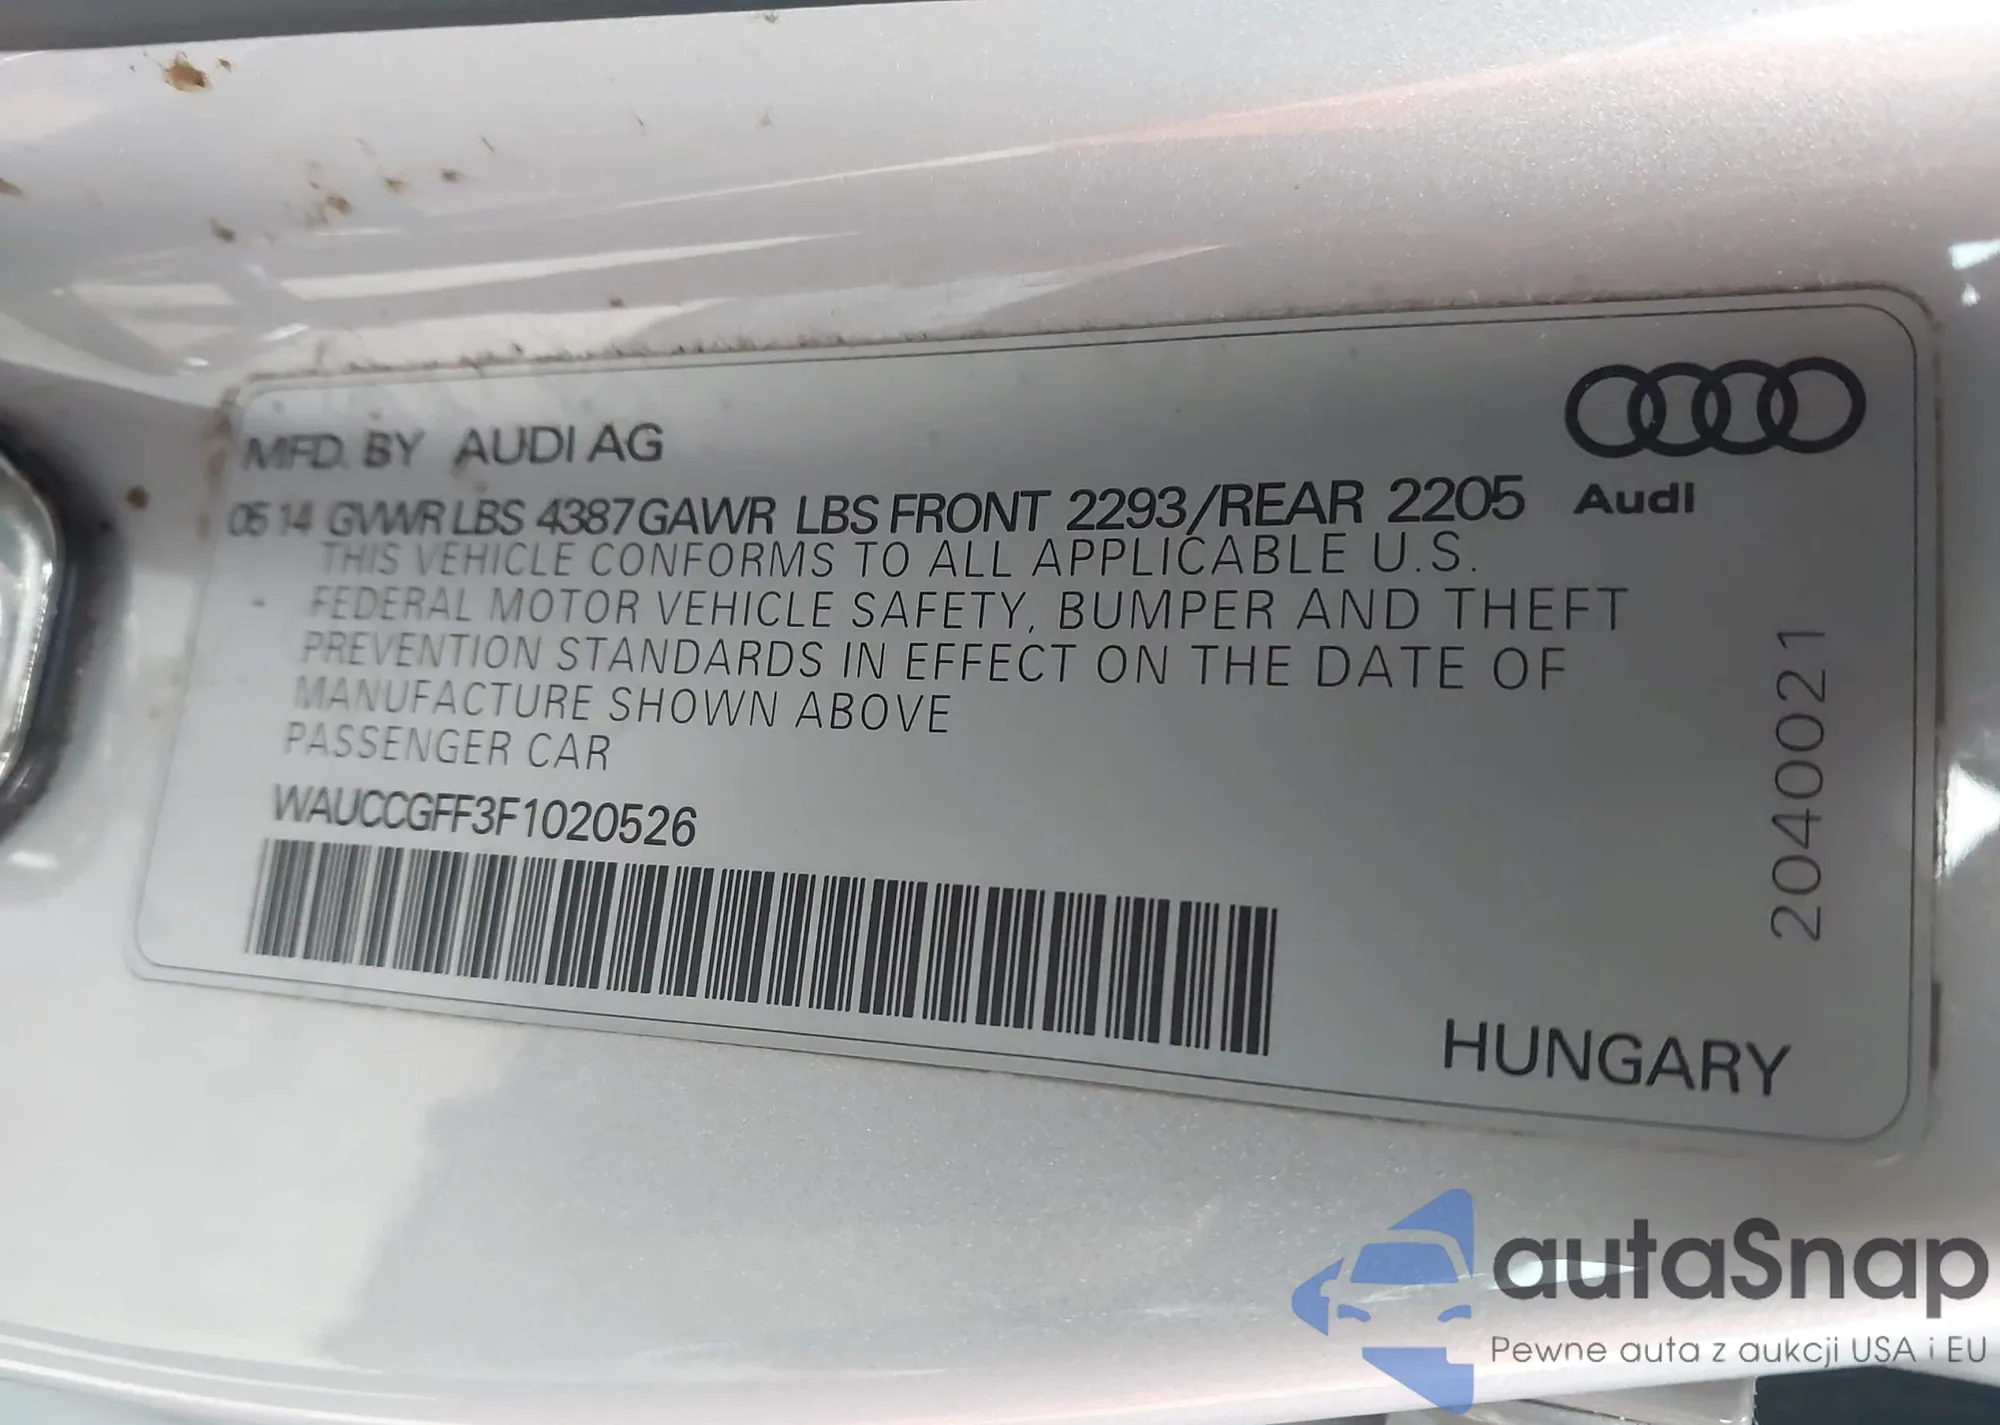 MFD. BY AUDI AG
05 14 GVWR LBS 4387 GAWR LBS FRONT 2293/REAR 2205
Audi
THIS VEHICLE CONFORMS TO ALL APPLICABLE U.S.
FEDERAL MOTOR VEHICLE SAFETY, BUMPER AND THEFT
PREVENTION STANDARDS IN EFFECT ON THE DATE OF
MANUFACTURE SHOWN ABOVE
PASSENGER CAR
WAUCCGFF3F1020526
2040021
HUNGARY
autaSnap
Pewne auta z aukcji USA i EU